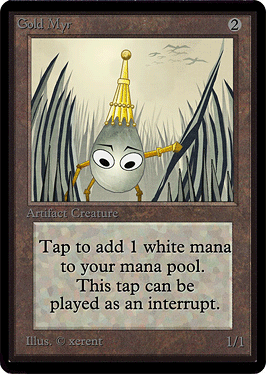 Gold Myr 2
Artifact Creature
Tap to add 1 white mana
to your mana pool.
This tap can be
played as an interrupt.
Illus. © xerent 1/1